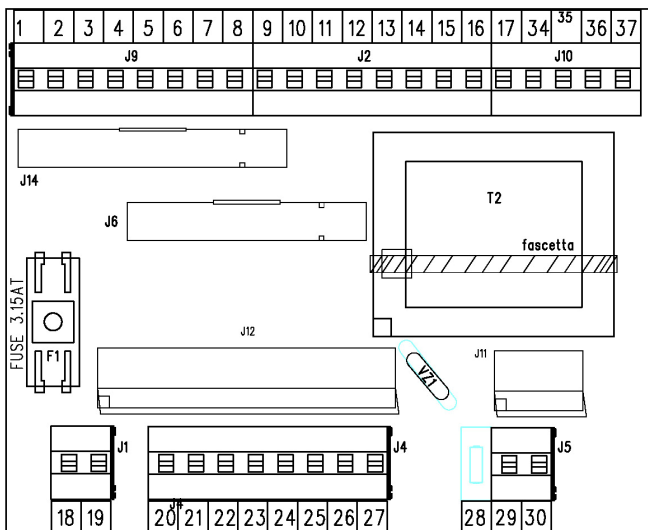 1 2 3 4 5 6 7 8 9 10 11 12 13 14 15 16 17 34 35 36 37
J9 J2 J10
J14
J6
T2
fascetta
FUSE 3.15AT
F1
J12
VZ1
J11
J1
J4
J5
J4
18 19 20 21 22 23 24 25 26 27 28 29 30